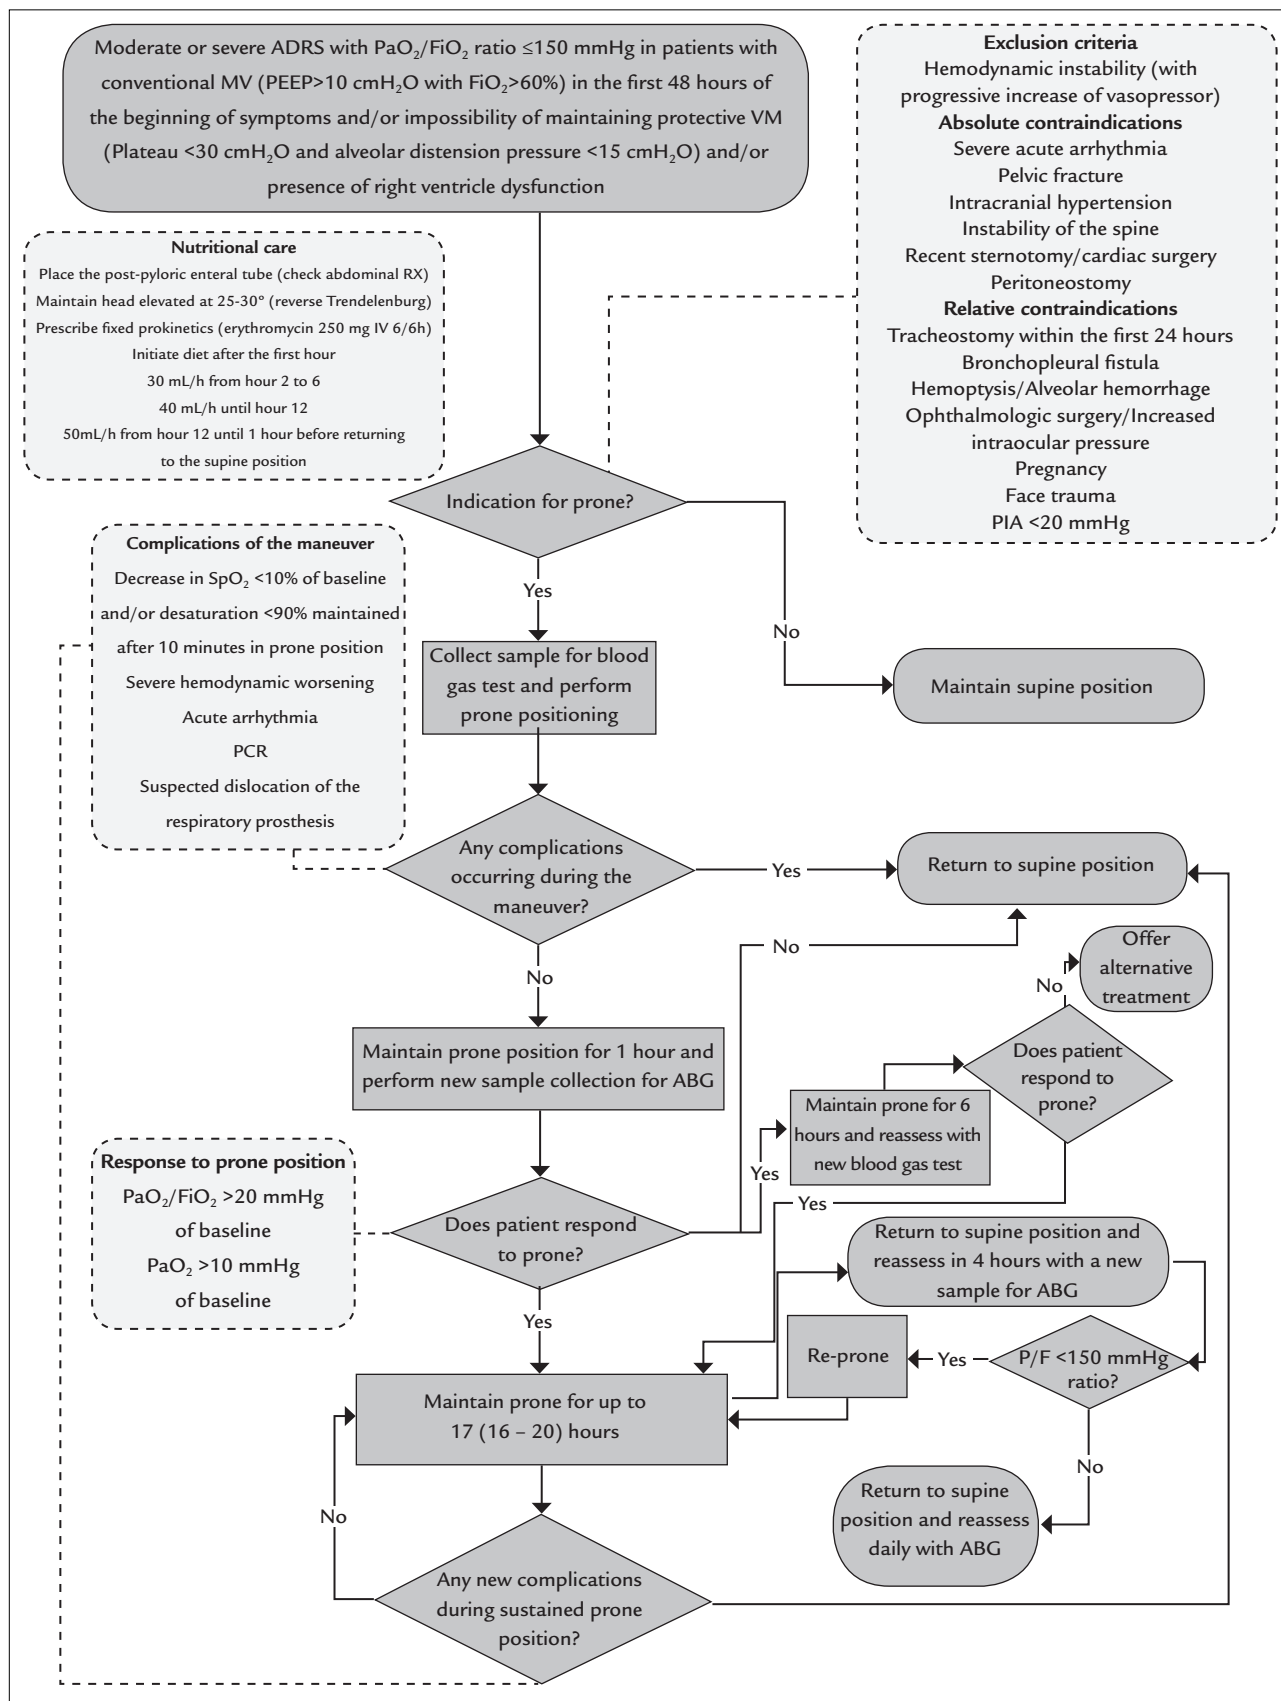 Moderate or severe ADRS with PaO₂/FiO₂ ratio ≤150 mmHg in patients with
conventional MV (PEEP>10 cmH₂O with FiO₂>60%) in the first 48 hours of
the beginning of symptoms and/or impossibility of maintaining protective VM
(Plateau <30 cmH₂O and alveolar distension pressure <15 cmH₂O) and/or
presence of right ventricle dysfunction
Exclusion criteria
Hemodynamic instability (with
progressive increase of vasopressor)
Absolute contraindications
Severe acute arrhythmia
Pelvic fracture
Intracranial hypertension
Instability of the spine
Recent sternotomy/cardiac surgery
Peritoneostomy
Relative contraindications
Tracheostomy within the first 24 hours
Bronchopleural fistula
Hemoptysis/Alveolar hemorrhage
Ophthalmologic surgery/Increased
intraocular pressure
Pregnancy
Face trauma
PIA <20 mmHg
Nutritional care
Place the post-pyloric enteral tube (check abdominal RX)
Maintain head elevated at 25-30° (reverse Trendelenburg)
Prescribe fixed prokinetics (erythromycin 250 mg IV 6/6h)
Initiate diet after the first hour
30 mL/h from hour 2 to 6
40 mL/h until hour 12
50mL/h from hour 12 until 1 hour before returning
to the supine position
Indication for prone?
Yes
No
Complications of the maneuver
Decrease in SpO₂ <10% of baseline
and/or desaturation <90% maintained
after 10 minutes in prone position
Severe hemodynamic worsening
Acute arrhythmia
PCR
Suspected dislocation of the
respiratory prosthesis
Collect sample for blood
gas test and perform
prone positioning
Maintain supine position
Any complications
occurring during the
maneuver?
Yes
Return to supine position
No
No
Offer
alternative
treatment
No
Maintain prone position for 1 hour and
perform new sample collection for ABG
Does patient
respond to
prone?
Maintain prone for 6
hours and reassess with
new blood gas test
Yes
Yes
Response to prone position
PaO₂/FiO₂ >20 mmHg
of baseline
PaO₂ >10 mmHg
of baseline
Does patient respond
to prone?
Yes
Return to supine position and
reassess in 4 hours with a new
sample for ABG
Re-prone
Yes
P/F <150 mmHg
ratio?
Maintain prone for up to
17 (16 – 20) hours
No
No
Return to supine
position and reassess
daily with ABG
Any new complications
during sustained prone
position?